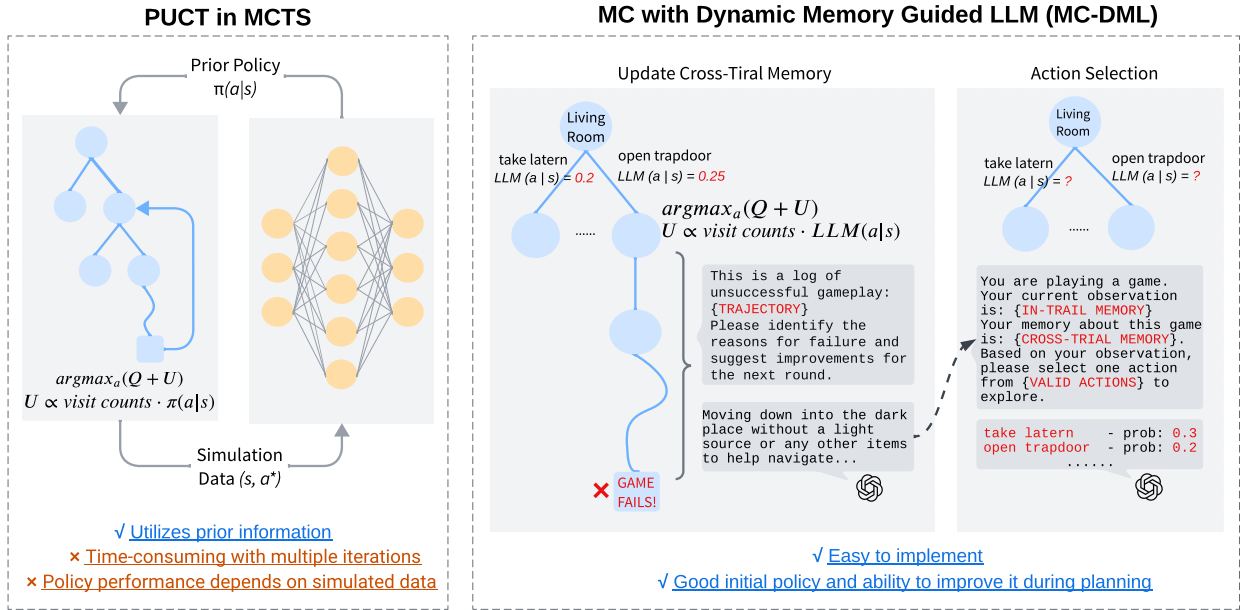 PUCT in MCTS
Prior Policy
π(a|s)
argmaxₐ(Q + U)
U ∝ visit counts · π(a|s)
Simulation
Data (s, a*)
√ Utilizes prior information
× Time-consuming with multiple iterations
× Policy performance depends on simulated data
MC with Dynamic Memory Guided LLM (MC-DML)
Update Cross-Tiral Memory
Living
Room
take latern
LLM (a | s) = 0.2
open trapdoor
LLM (a | s) = 0.25
......
argmaxₐ(Q + U)
U ∝ visit counts · LLM(a|s)
This is a log of
unsuccessful gameplay:
{TRAJECTORY}
Please identify the
reasons for failure and
suggest improvements for
the next round.
Moving down into the dark
place without a light
source or any other items
to help navigate...
GAME
FAILS!
Action Selection
Living
Room
take latern
LLM (a | s) = ?
open trapdoor
LLM (a | s) = ?
......
You are playing a game.
Your current observation
is: {IN-TRAIL MEMORY}
Your memory about this game
is: {CROSS-TRIAL MEMORY}.
Based on your observation,
please select one action
from {VALID ACTIONS} to
explore.
take latern - prob: 0.3
open trapdoor - prob: 0.2
......
√ Easy to implement
√ Good initial policy and ability to improve it during planning